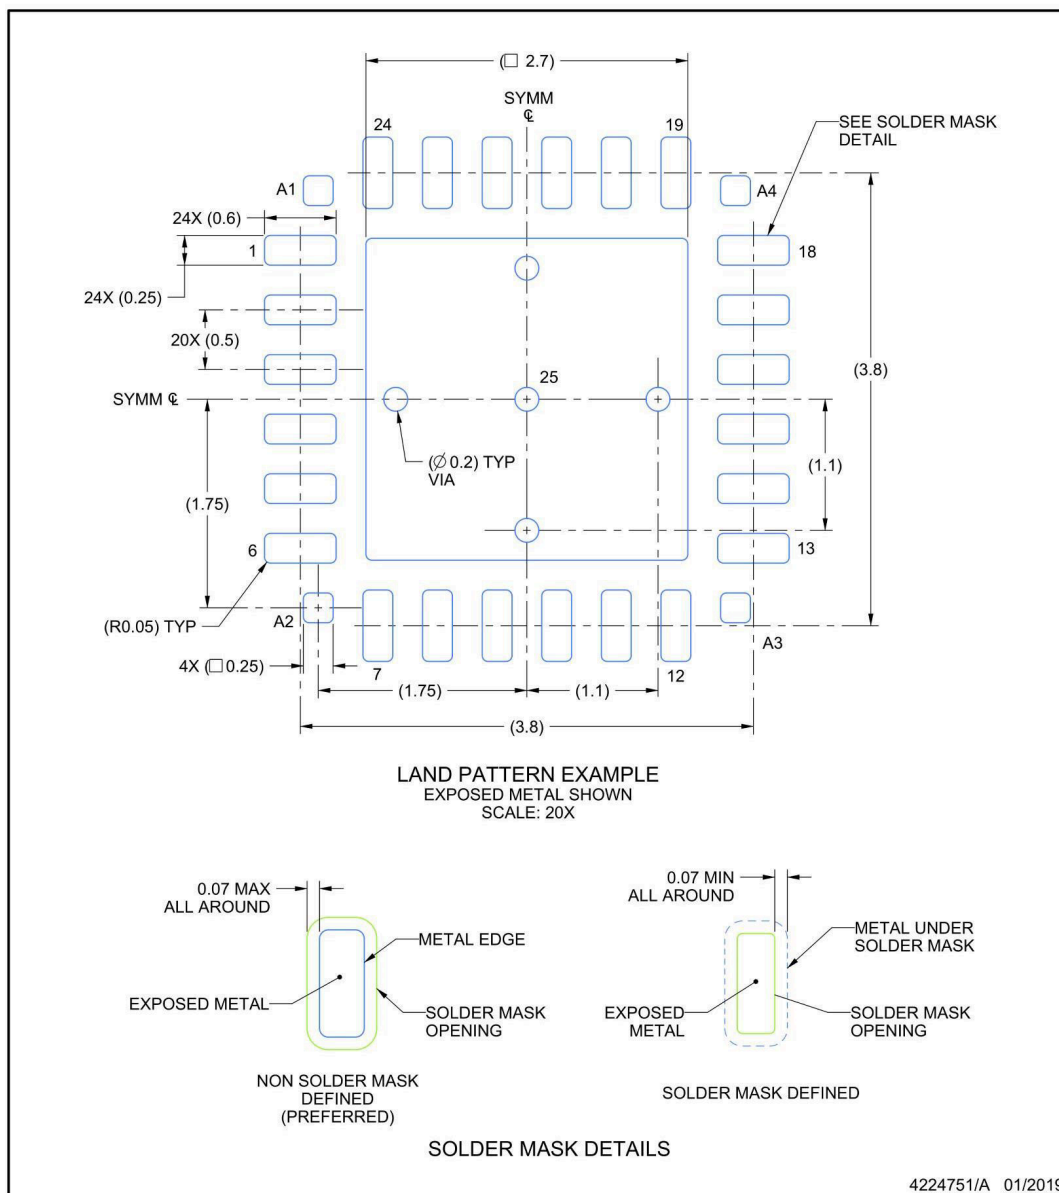 (□ 2.7)
SYMM
℄
24
19
SEE SOLDER MASK
DETAIL
A1
A4
24X (0.6)
1
18
24X (0.25)
20X (0.5)
(3.8)
25
SYMM ℄
(∅ 0.2) TYP
VIA
(1.1)
(1.75)
6
13
(R0.05) TYP
A2
A3
4X (□ 0.25)
7
12
(1.75)
(1.1)
(3.8)
LAND PATTERN EXAMPLE
EXPOSED METAL SHOWN
SCALE: 20X
0.07 MAX
ALL AROUND
METAL EDGE
EXPOSED METAL
SOLDER MASK
OPENING
NON SOLDER MASK
DEFINED
(PREFERRED)
0.07 MIN
ALL AROUND
METAL UNDER
SOLDER MASK
EXPOSED
METAL
SOLDER MASK
OPENING
SOLDER MASK DEFINED
SOLDER MASK DETAILS
4224751/A 01/2019